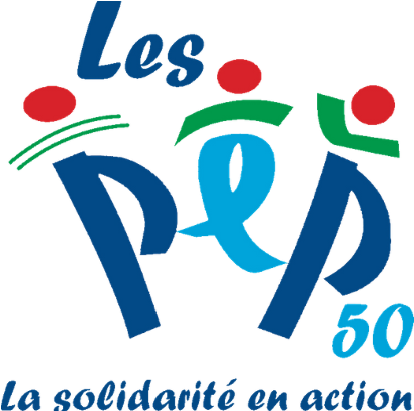 Les
pep
50
La solidarité en action